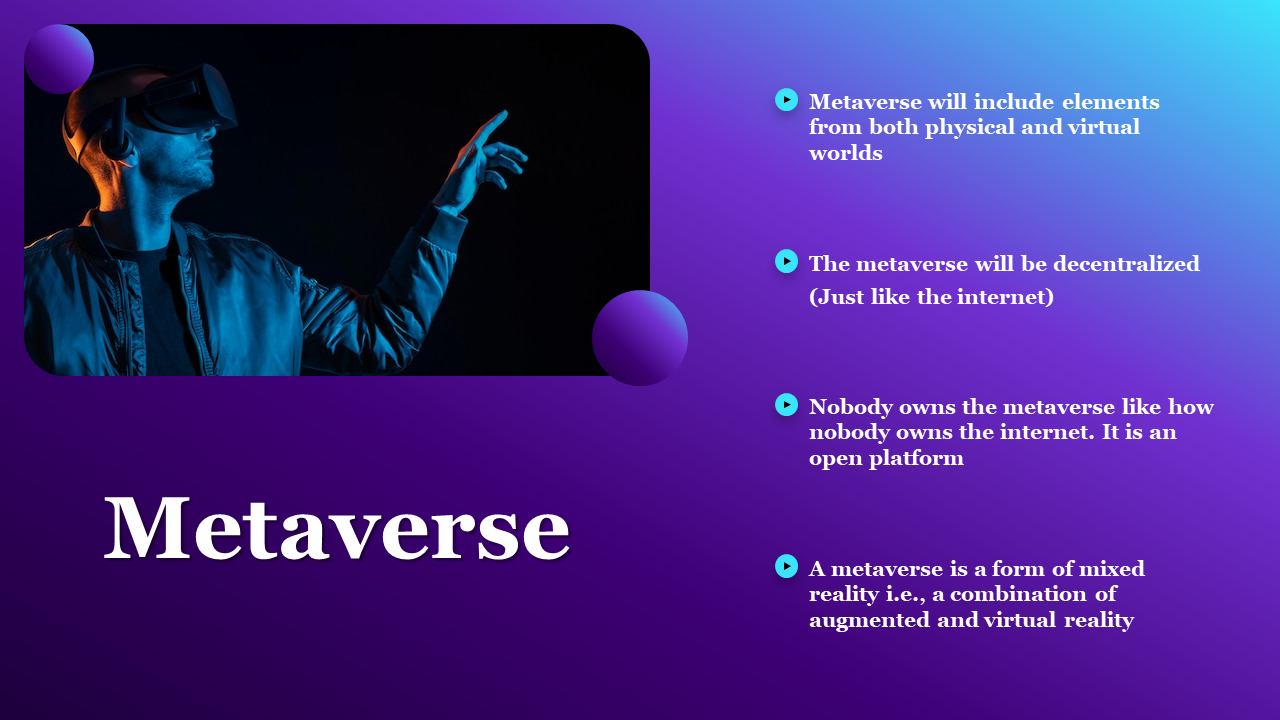 Metaverse will include elements
from both physical and virtual
worlds
The metaverse will be decentralized
(Just like the internet)
Nobody owns the metaverse like how
nobody owns the internet. It is an
open platform
A metaverse is a form of mixed
reality i.e., a combination of
augmented and virtual reality
Metaverse